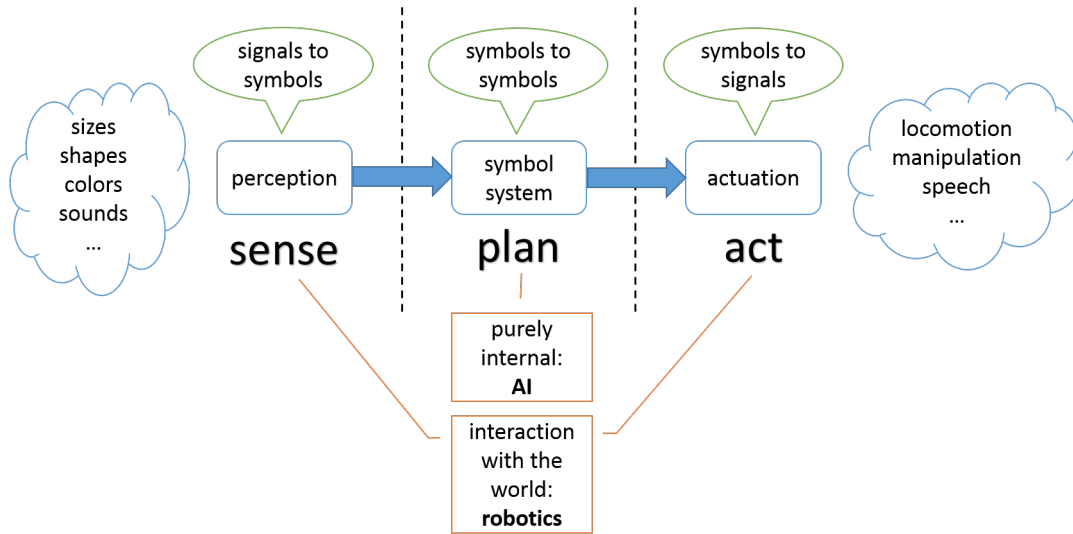 signals to
symbols
symbols to
symbols
symbols to
signals
sizes
shapes
colors
sounds
...
perception
symbol
system
actuation
locomotion
manipulation
speech
...
sense
plan
act
purely
internal:
AI
interaction
with the
world:
robotics